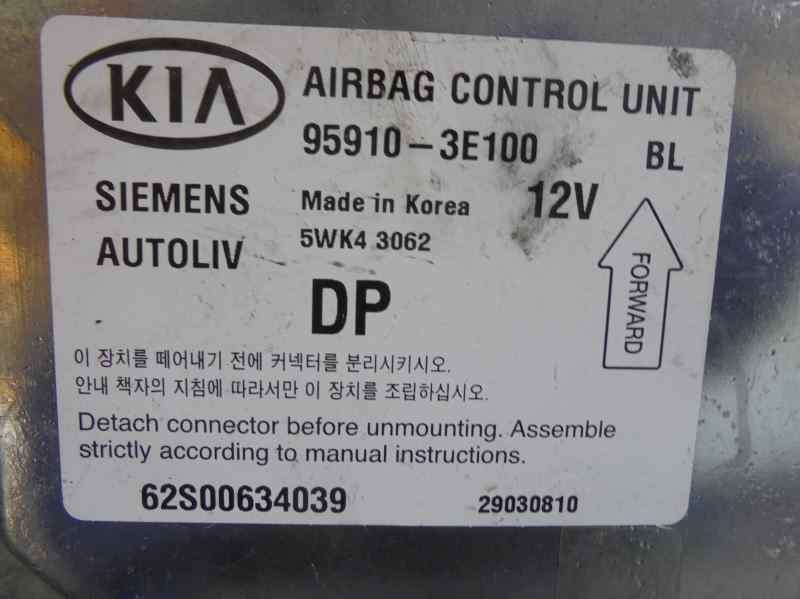 KIA
AIRBAG CONTROL UNIT
95910-3E100
BL
SIEMENS
AUTOLIV
Made in Korea
12V
5WK4 3062
FORWARD
DP
이 장치를 떼어내기 전에 커넥터를 분리시키시오.
안내 책자의 지침에 따라서만 이 장치를 조립하십시오.
Detach connector before unmounting. Assemble
strictly according to manual instructions.
62S00634039
29030810